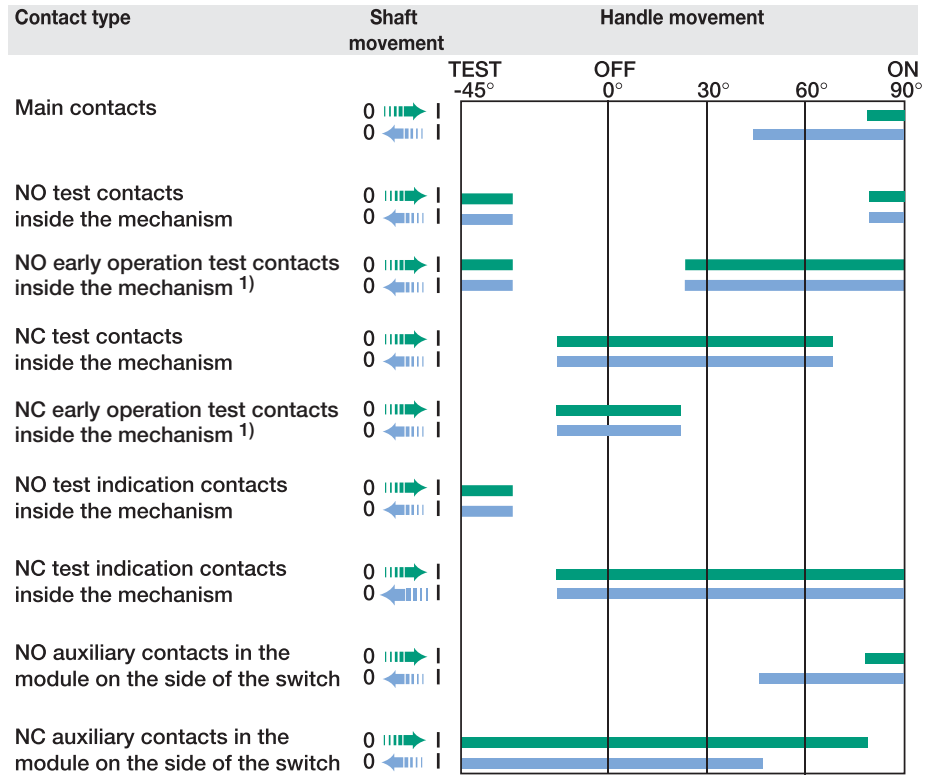 Contact type Shaft Handle movement
movement
TEST OFF ON
-45° 0° 30° 60° 90°
Main contacts 0 I
0 I
NO test contacts 0 I
inside the mechanism 0 I
NO early operation test contacts 0 I
inside the mechanism 1) 0 I
NC test contacts 0 I
inside the mechanism 0 I
NC early operation test contacts 0 I
inside the mechanism 1) 0 I
NO test indication contacts 0 I
inside the mechanism 0 I
NC test indication contacts 0 I
inside the mechanism 0 I
NO auxiliary contacts in the 0 I
module on the side of the switch 0 I
NC auxiliary contacts in the 0 I
module on the side of the switch 0 I